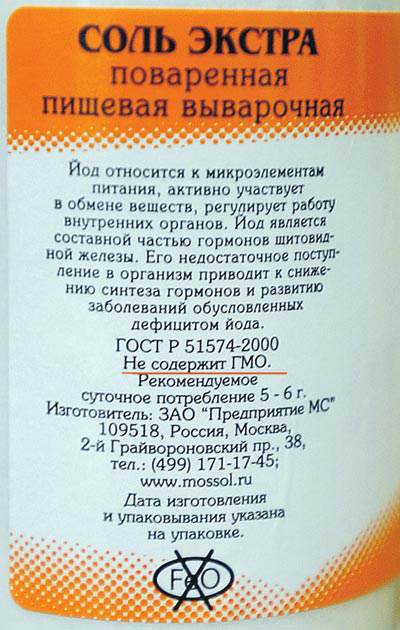 СОЛЬ ЭКСТРА
поваренная
пищевая выварочная
Йод относится к микроэлементам
питания, активно участвует
в обмене веществ, регулирует работу
внутренних органов. Йод является
составной частью гормонов щитовид-
ной железы. Его недостаточное поступ-
ление в организм приводит к сниже-
нию синтеза гормонов и развитию
заболеваний обусловленных
дефицитом йода.
ГОСТ Р 51574-2000
Не содержит ГМО.
Рекомендуемое
суточное потребление 5 - 6 г.
Изготовитель: ЗАО "Предприятие МС"
109518, Россия, Москва,
2-й Грайвороновский пр., 38,
тел.: (499) 171-17-45;
www.mossol.ru
Дата изготовления
и упаковывания указана
на упаковке.
FeO